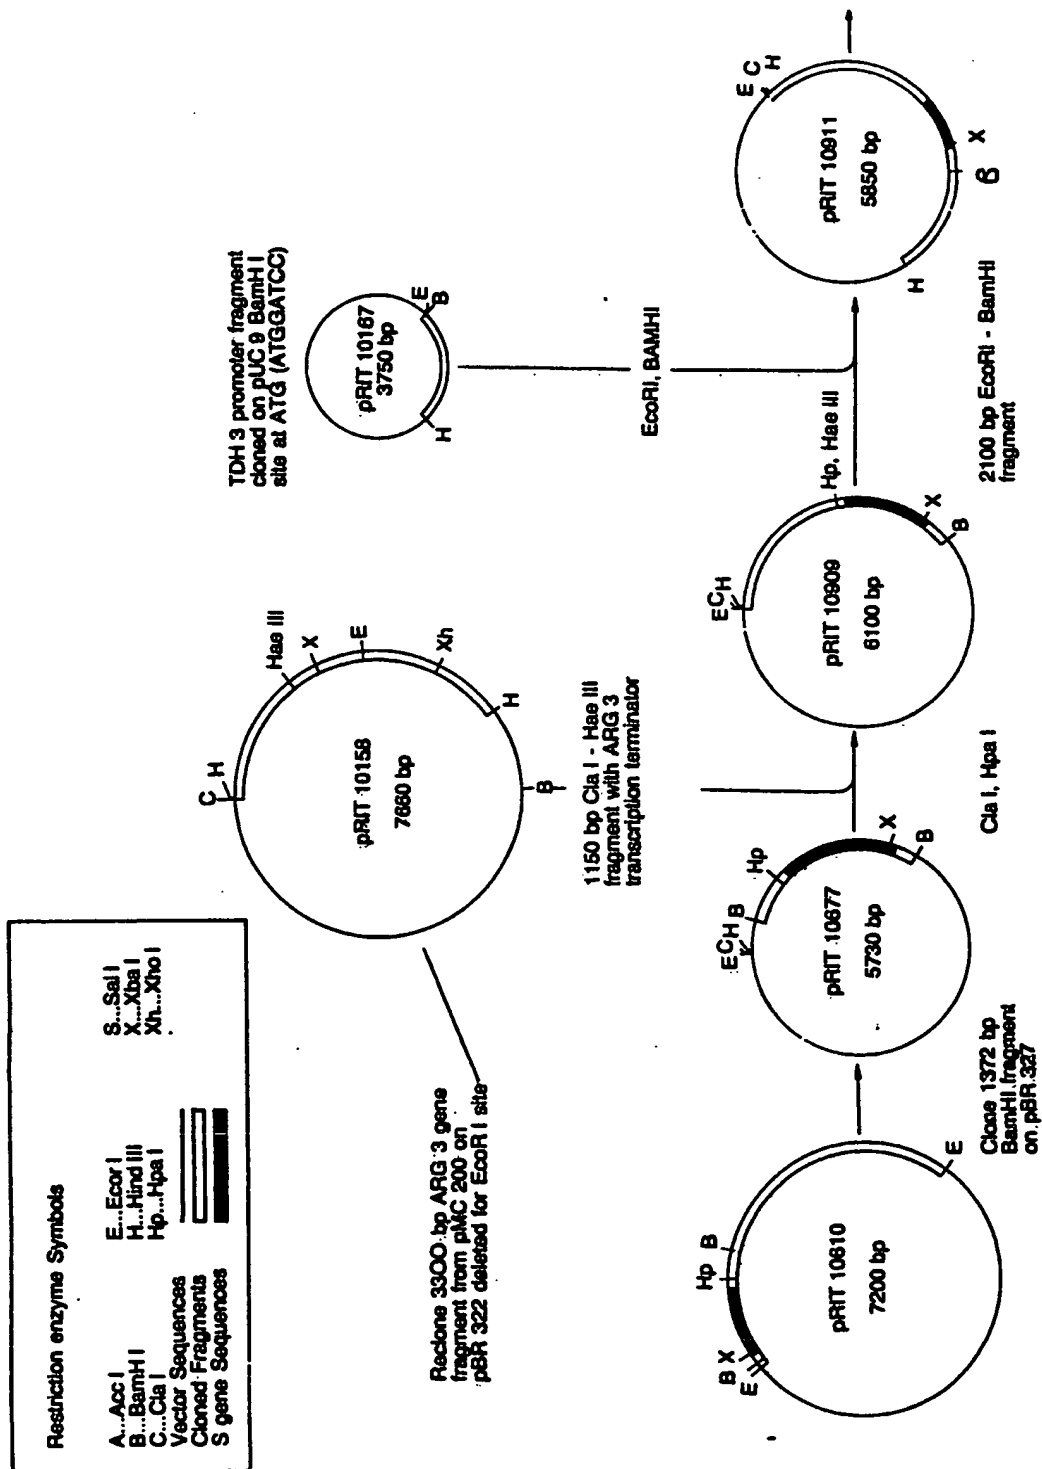 Restriction enzyme Symbols
A...Acc I
B...BamH I
C...Cla I
E...Ecor I
H...Hind III
Hp...Hpa I
S...Sal I
X...Xba I
Xh...Xho I
Vector Sequences
Cloned Fragments
S gene Sequences
Reclone 3300 bp ARG 3 gene
fragment from pMC 200 on
pBR 322 deleted for EcoR I site
C
H
Hae III
X
E
Xh
H
B
pRIT 10158
7660 bp
TDH 3 promoter fragment
cloned on pUC 9 BamH I
site at ATG (ATGGATCC)
pRIT 10167
3750 bp
H
E
B
1150 bp Cla I - Hae III
fragment with ARG 3
transcription terminator
EcoRI, BAMHI
E
B
X
Hp
B
E
pRIT 10610
7200 bp
Clone 1372 bp
BamHI fragment
on pBR 327
E
C
H
B
Hp
X
B
pRIT 10677
5730 bp
Cla I, Hpa I
E
C
H
Hp, Hae III
X
B
pRIT 10909
6100 bp
2100 bp EcoRI - BamHI
fragment
E
C
H
X
B
H
pRIT 10911
5850 bp